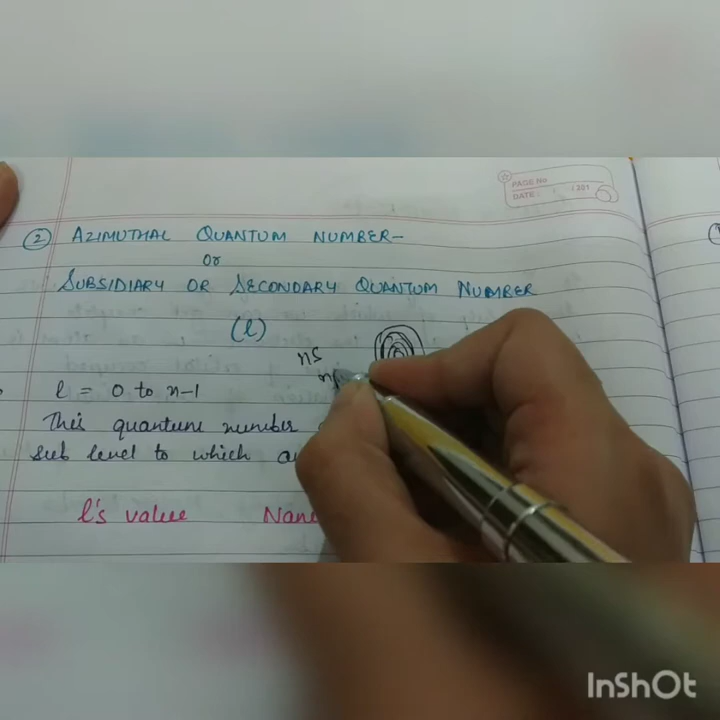 PAGE No
DATE: / 201
② AZIMUTHAL QUANTUM NUMBER-
or
SUBSIDIARY OR SECONDARY QUANTUM NUMBER
(l)
ns
l = 0 to n-1
This quantum number
sub level to which
l's value
InShOt